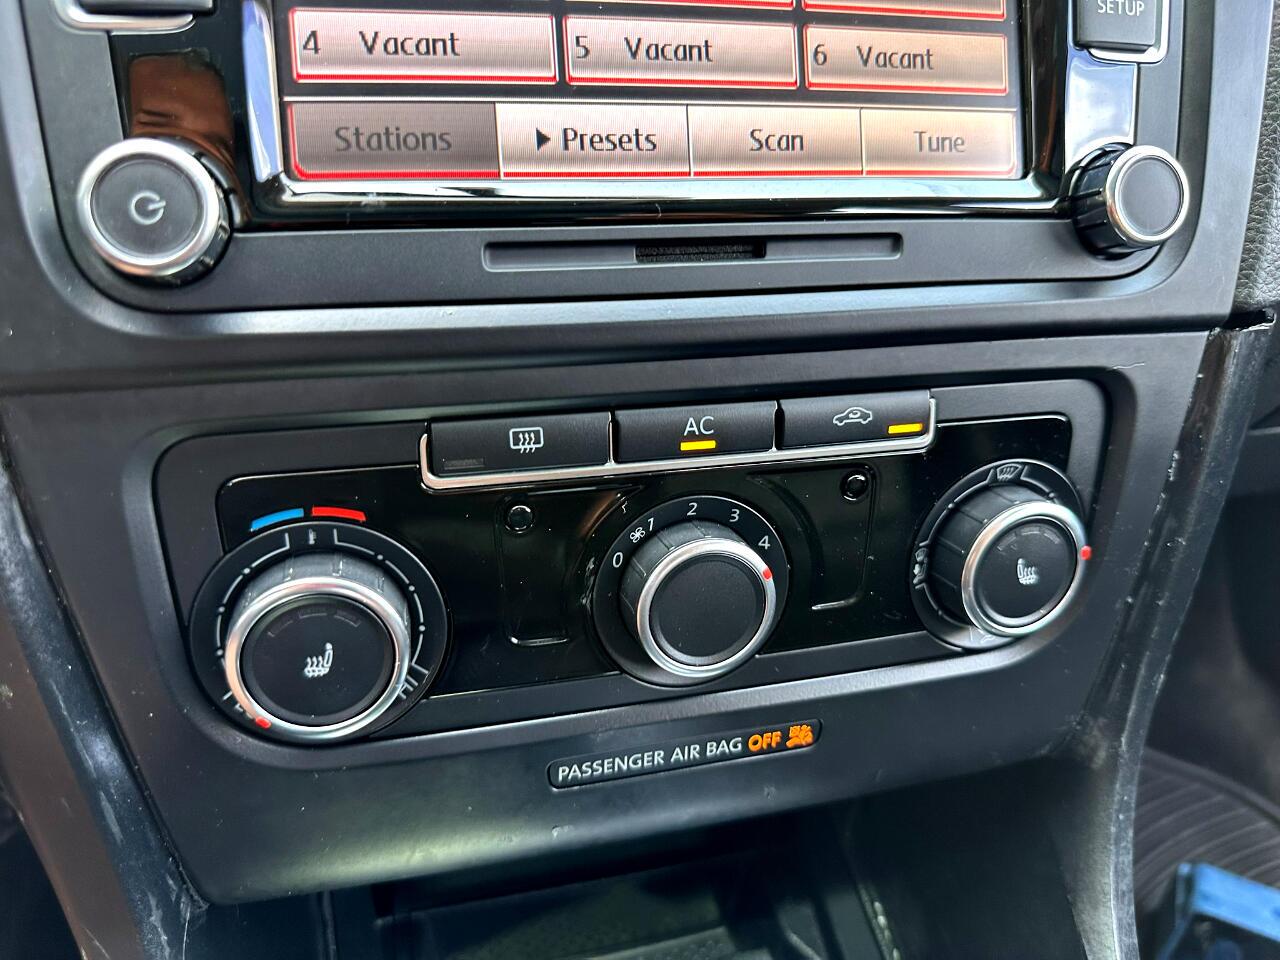 SETUP
4 Vacant
5 Vacant
6 Vacant
Stations
Presets
Scan
Tune
AC
0 1 2 3 4
PASSENGER AIR BAG OFF